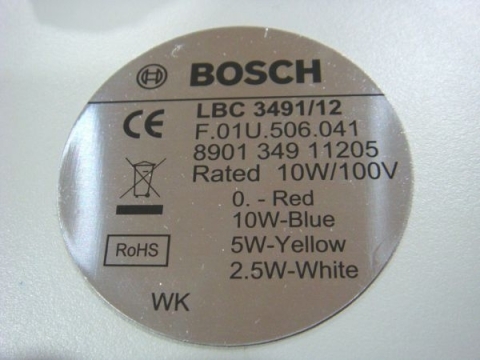 BOSCH
LBC 3491/12
CE
F.01U.506.041
8901 349 11205
Rated 10W/100V
0. - Red
10W-Blue
5W-Yellow
RoHS
2.5W-White
WK